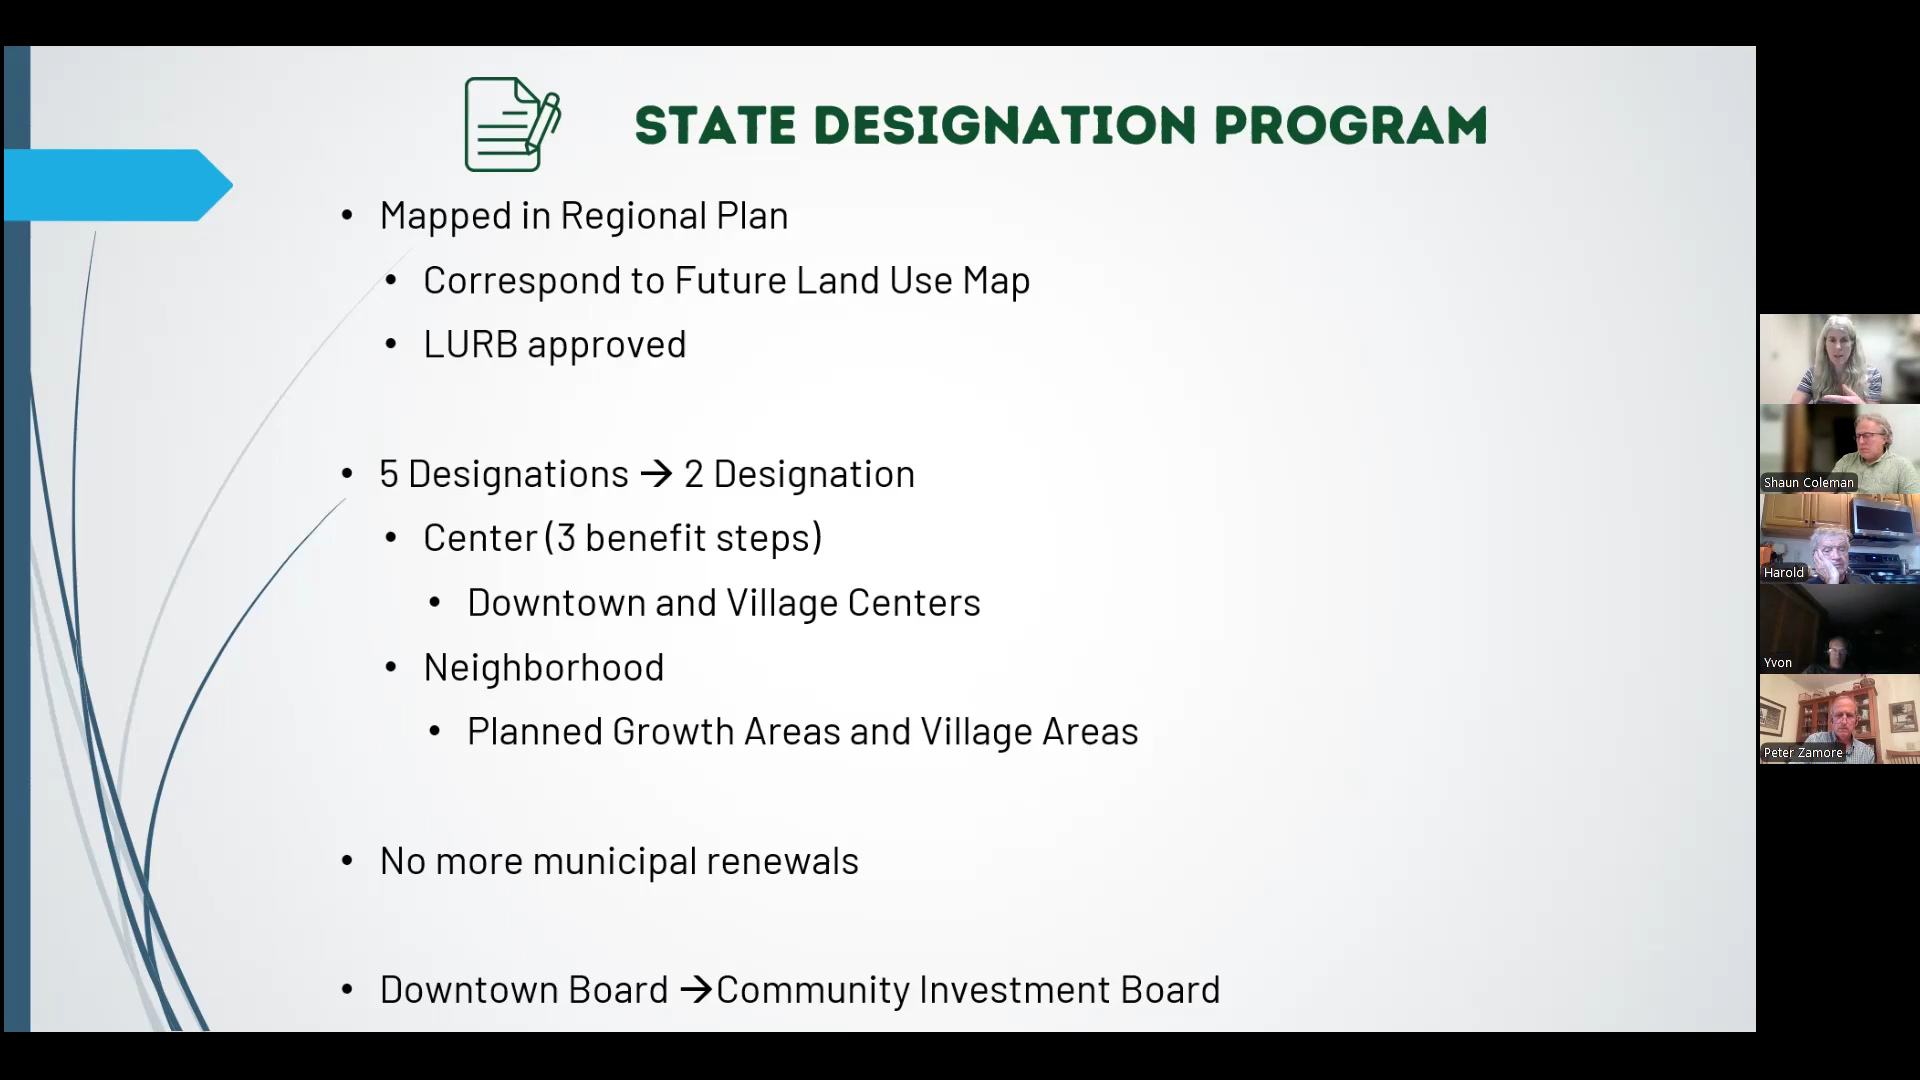 STATE DESIGNATION PROGRAM
• Mapped in Regional Plan
• Correspond to Future Land Use Map
• LURB approved
• 5 Designations → 2 Designation
• Center (3 benefit steps)
• Downtown and Village Centers
• Neighborhood
• Planned Growth Areas and Village Areas
• No more municipal renewals
• Downtown Board →Community Investment Board
Shaun Coleman
Harold
Yvon
Peter Zamore